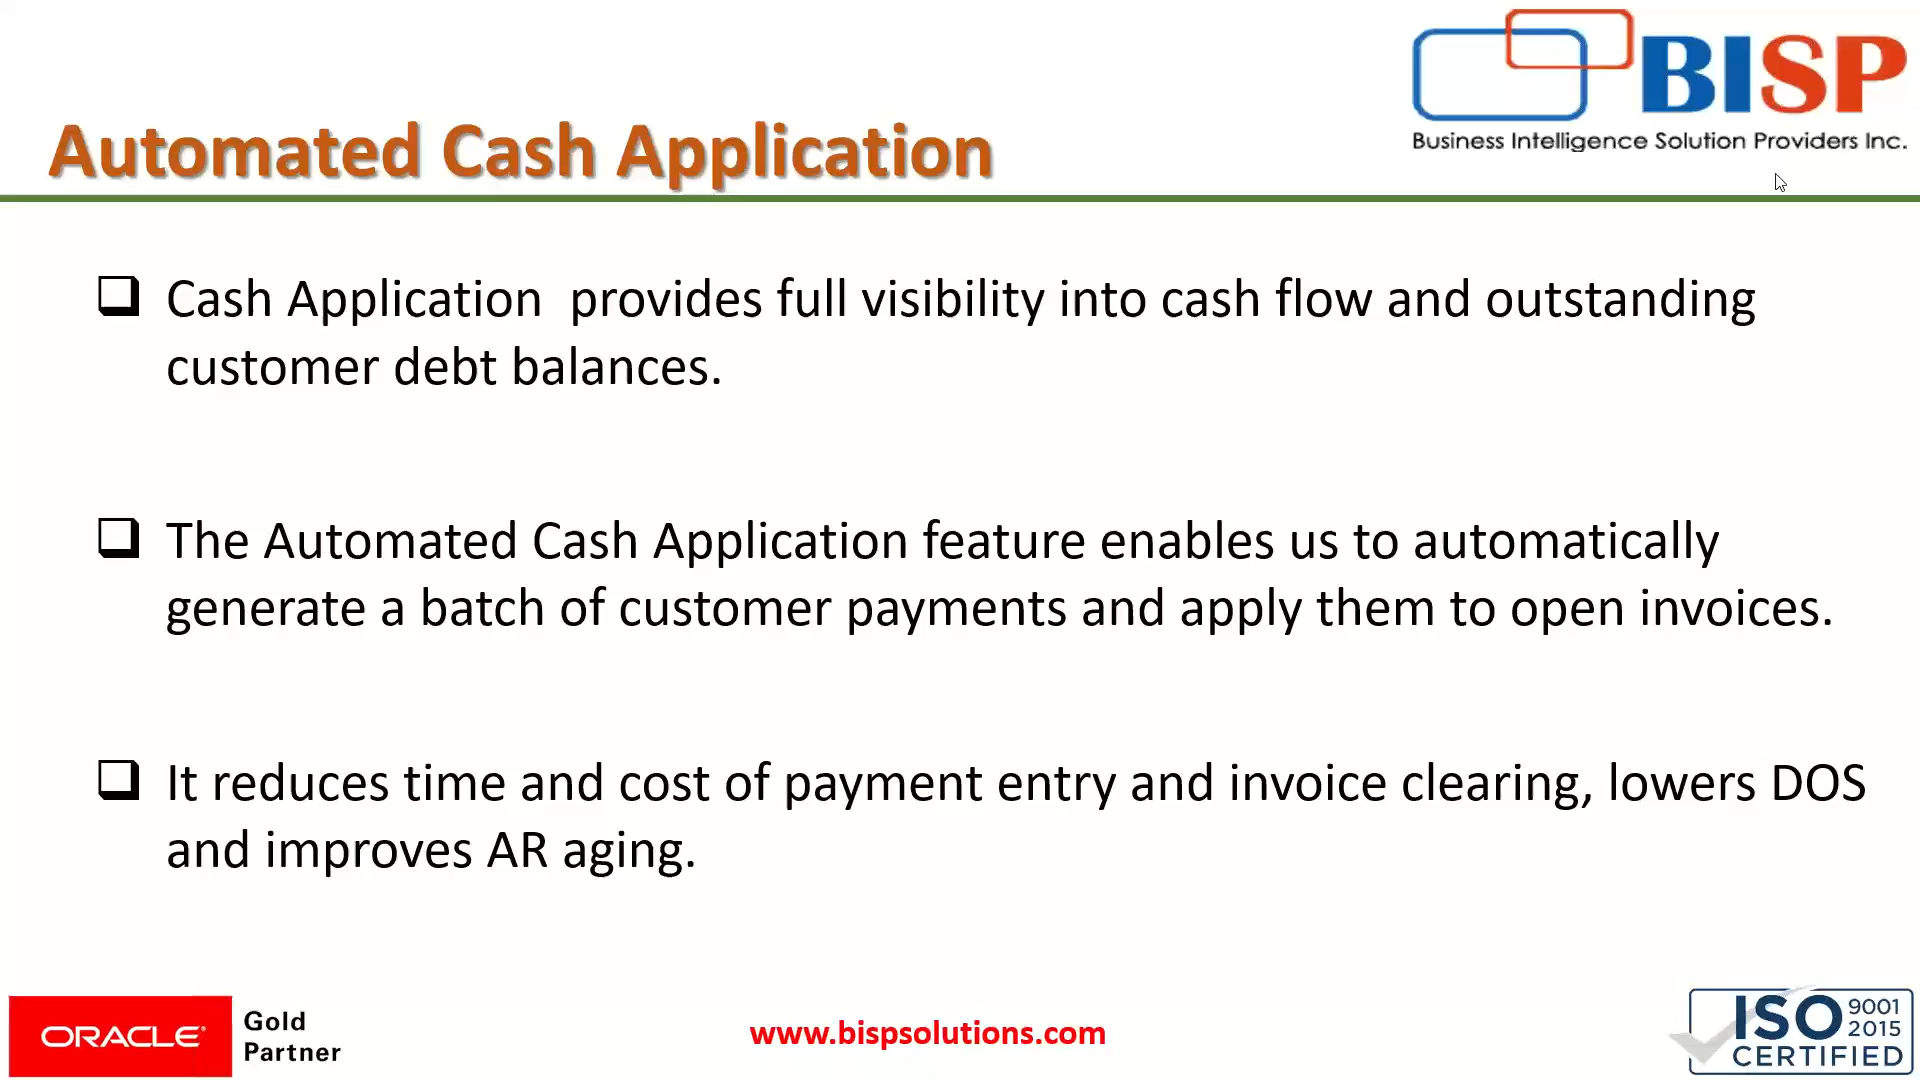 BISP
Business Intelligence Solution Providers Inc.
Automated Cash Application
Cash Application  provides full visibility into cash flow and outstanding
customer debt balances.
The Automated Cash Application feature enables us to automatically
generate a batch of customer payments and apply them to open invoices.
It reduces time and cost of payment entry and invoice clearing, lowers DOS
and improves AR aging.
ORACLE®
Gold
Partner
www.bispsolutions.com
ISO 9001
2015
CERTIFIED